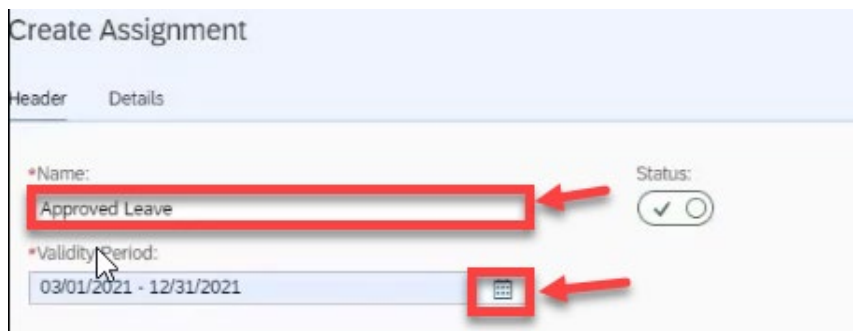 Create Assignment
Header Details
*Name: Status:
Approved Leave
*Validity Period:
03/01/2021 - 12/31/2021